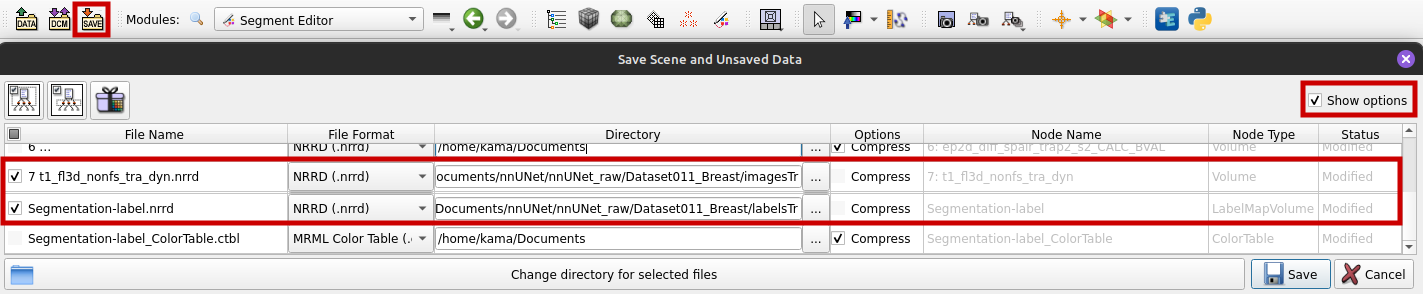 DATA DCM SAVE Modules: Segment Editor
Save Scene and Unsaved Data
Show options
File Name File Format Directory Options Node Name Node Type Status
6 ... NRRD (.nrrd) /home/kama/Documents ... Compress 6: ep2d_diff_spair_trap2_s2_CALC_BVAL Volume Modified
7 t1_fl3d_nonfs_tra_dyn.nrrd NRRD (.nrrd) ocuments/nnUNet/nnUNet_raw/Dataset011_Breast/imagesTr ... Compress 7: t1_fl3d_nonfs_tra_dyn Volume Modified
Segmentation-label.nrrd NRRD (.nrrd) Documents/nnUNet/nnUNet_raw/Dataset011_Breast/labelsTr ... Compress Segmentation-label LabelMapVolume Modified
Segmentation-label_ColorTable.ctbl MRML Color Table (. /home/kama/Documents ... Compress Segmentation-label_ColorTable ColorTable Modified
Change directory for selected files Save Cancel